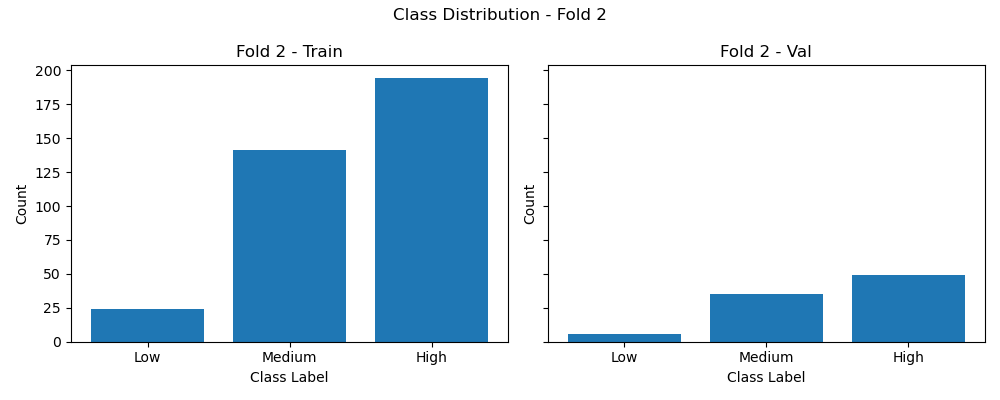 Class Distribution - Fold 2
Fold 2 - Train
Count
200
175
150
125
100
75
50
25
0
Low Medium High
Class Label
Fold 2 - Val
Count
Low Medium High
Class Label